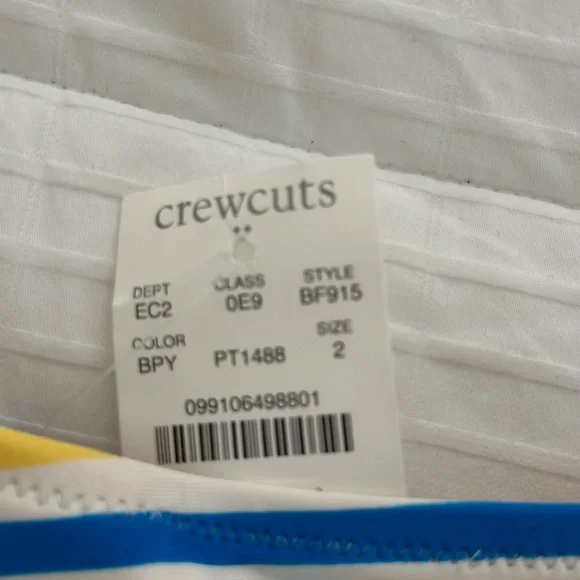 crewcuts
DEPT CLASS STYLE
EC2 0E9 BF915
COLOR SIZE
BPY PT1488 2
099106498801